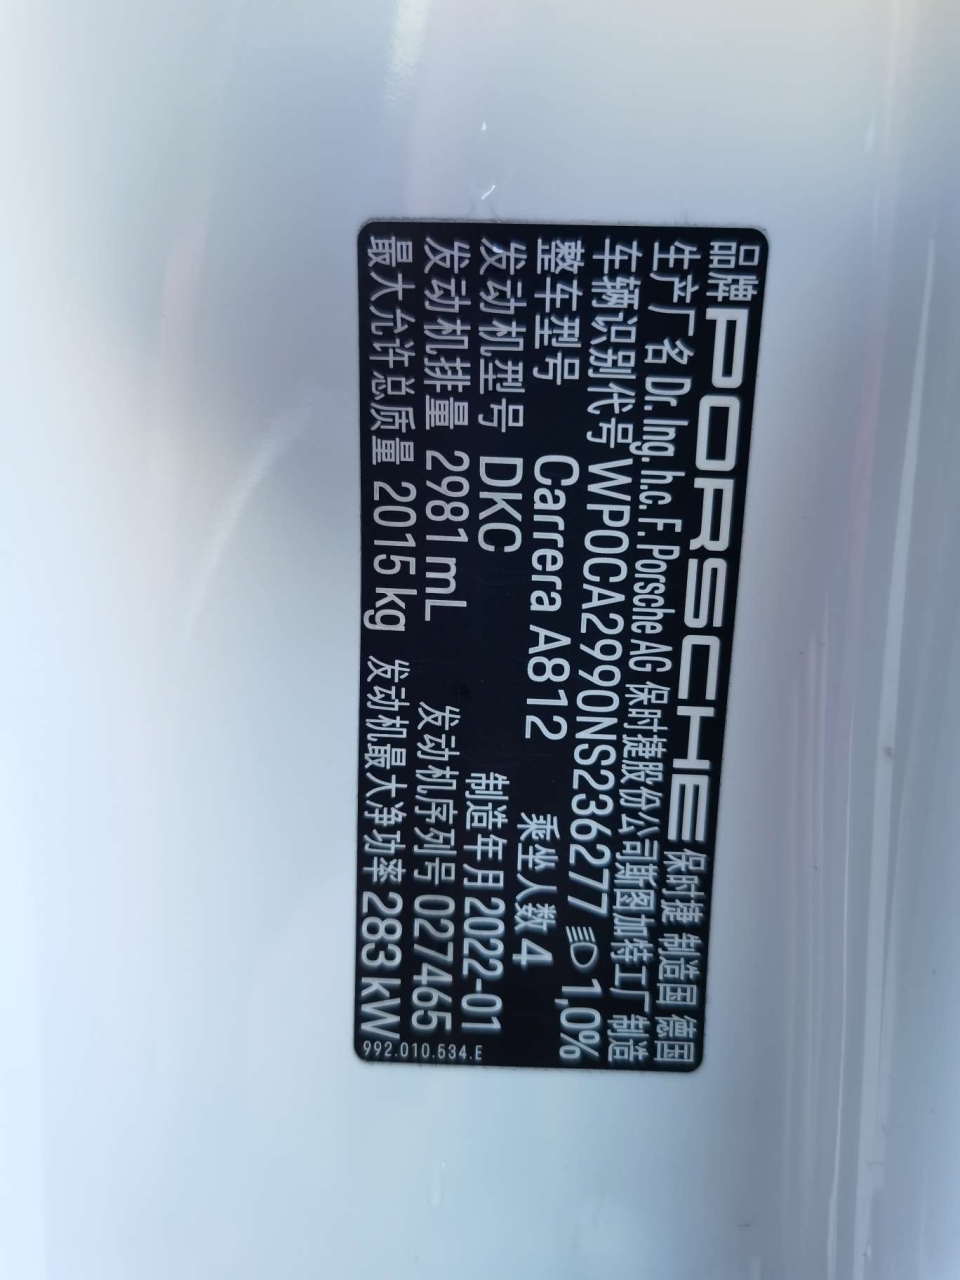 品牌 PORSCHE 保时捷 制造国 德国
生产厂名 Dr. Ing. h.c. F. Porsche AG 保时捷股份公司斯图加特工厂制造
车辆识别代号 WP0CA2990NS236277 1,0%
整车型号 Carrera A812 乘坐人数 4
发动机型号 DKC 制造年月 2022-01
发动机排量 2981 mL 发动机序列号 027465
最大允许总质量 2015 kg 发动机最大净功率 283 kW
992.010.534.E